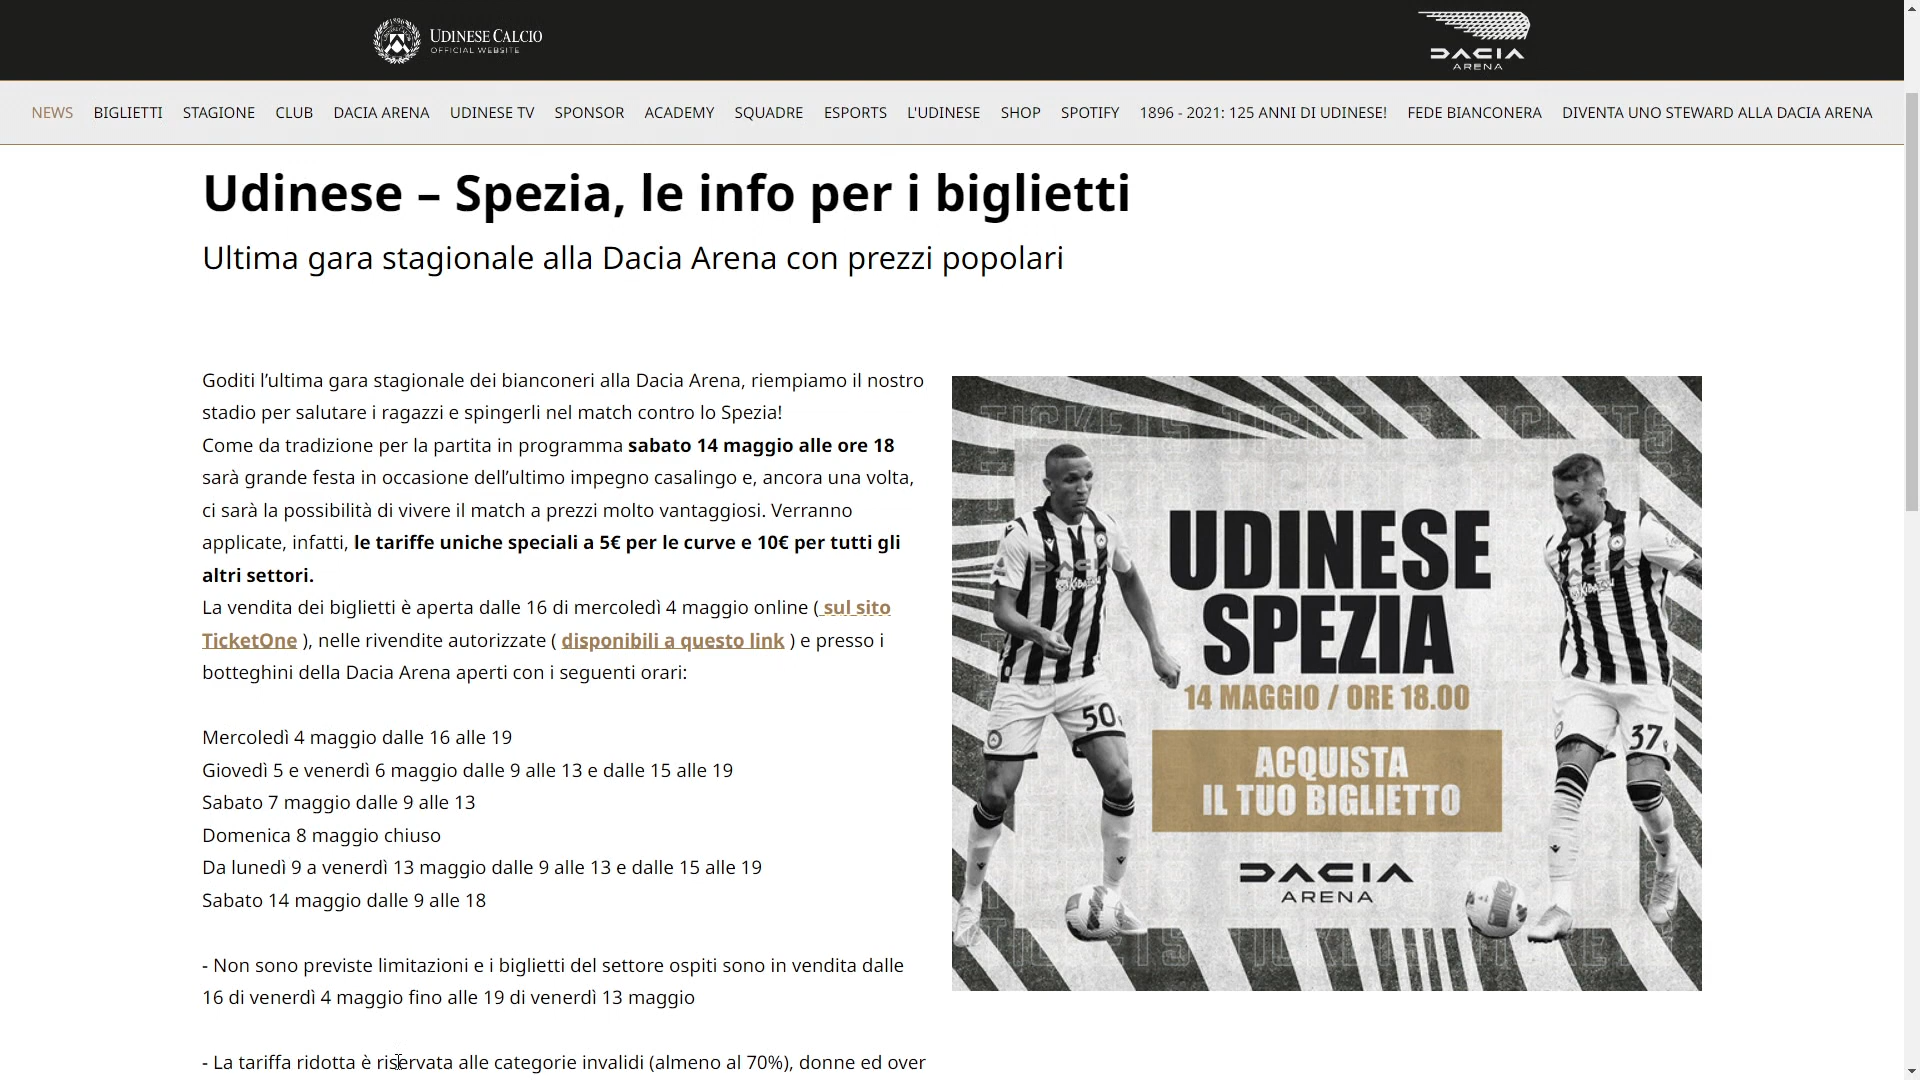 1896
UDINESE CALCIO
OFFICIAL WEBSITE
DACIA
ARENA
NEWS BIGLIETTI STAGIONE CLUB DACIA ARENA UDINESE TV SPONSOR ACADEMY SQUADRE ESPORTS L'UDINESE SHOP SPOTIFY 1896 - 2021: 125 ANNI DI UDINESE! FEDE BIANCONERA DIVENTA UNO STEWARD ALLA DACIA ARENA
Udinese – Spezia, le info per i biglietti
Ultima gara stagionale alla Dacia Arena con prezzi popolari
Goditi l’ultima gara stagionale dei bianconeri alla Dacia Arena, riempiamo il nostro
stadio per salutare i ragazzi e spingerli nel match contro lo Spezia!
Come da tradizione per la partita in programma sabato 14 maggio alle ore 18
sarà grande festa in occasione dell’ultimo impegno casalingo e, ancora una volta,
ci sarà la possibilità di vivere il match a prezzi molto vantaggiosi. Verranno
applicate, infatti, le tariffe uniche speciali a 5€ per le curve e 10€ per tutti gli
altri settori.
La vendita dei biglietti è aperta dalle 16 di mercoledì 4 maggio online ( sul sito
TicketOne ), nelle rivendite autorizzate ( disponibili a questo link ) e presso i
botteghini della Dacia Arena aperti con i seguenti orari:
Mercoledì 4 maggio dalle 16 alle 19
Giovedì 5 e venerdì 6 maggio dalle 9 alle 13 e dalle 15 alle 19
Sabato 7 maggio dalle 9 alle 13
Domenica 8 maggio chiuso
Da lunedì 9 a venerdì 13 maggio dalle 9 alle 13 e dalle 15 alle 19
Sabato 14 maggio dalle 9 alle 18
- Non sono previste limitazioni e i biglietti del settore ospiti sono in vendita dalle
16 di venerdì 4 maggio fino alle 19 di venerdì 13 maggio
- La tariffa ridotta è riservata alle categorie invalidi (almeno al 70%), donne ed over
TICKETS TICKETS TICKETS
UDINESE
SPEZIA
14 MAGGIO / ORE 18.00
ACQUISTA
IL TUO BIGLIETTO
DACIA
ARENA
DACIA
50
DACIA
37
TICKETS TICKETS TICKETS